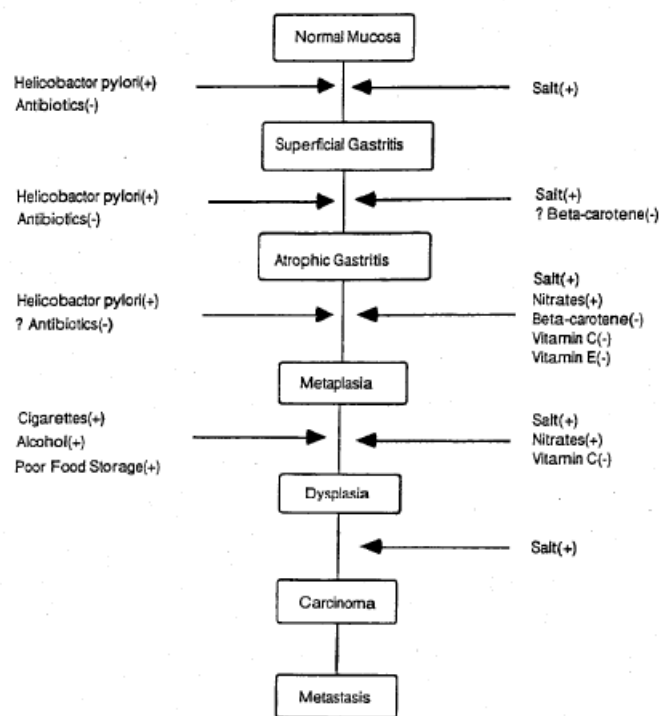 Normal Mucosa
Helicobactor pylori(+)
Antibiotics(-)
Salt(+)
Superficial Gastritis
Helicobactor pylori(+)
Antibiotics(-)
Salt(+)
? Beta-carotene(-)
Atrophic Gastritis
Helicobactor pylori(+)
? Antibiotics(-)
Salt(+)
Nitrates(+)
Beta-carotene(-)
Vitamin C(-)
Vitamin E(-)
Metaplasia
Cigarettes(+)
Alcohol(+)
Poor Food Storage(+)
Salt(+)
Nitrates(+)
Vitamin C(-)
Dysplasia
Salt(+)
Carcinoma
Metastasis